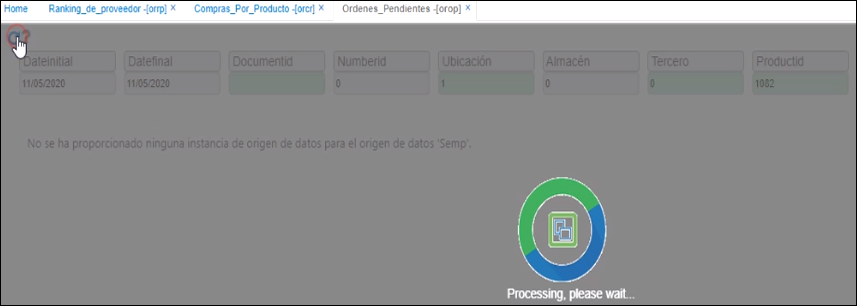 Home Ranking_de_proveedor -[orrp] X Compras_Por_Producto -[orcr] X Ordenes_Pendientes -[orop] X
Dateinitial Datefinal Documentid Numberid Ubicación Almacén Tercero Productid
11/05/2020 11/05/2020 0 1 0 0 1082
No se ha proporcionado ninguna instancia de origen de datos para el origen de datos 'Semp'.
Processing, please wait...